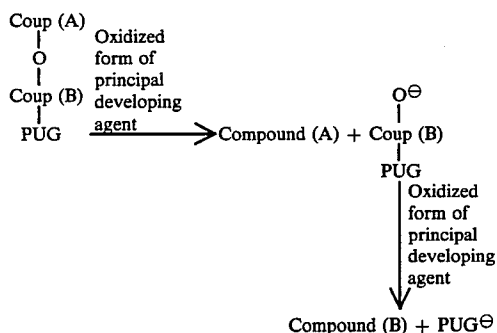 Coup (A)
O
Coup (B)
PUG
Oxidized
form of
principal
developing
agent
Compound (A) + Coup (B)
O⊖
PUG
Oxidized
form of
principal
developing
agent
Compound (B) + PUG⊖